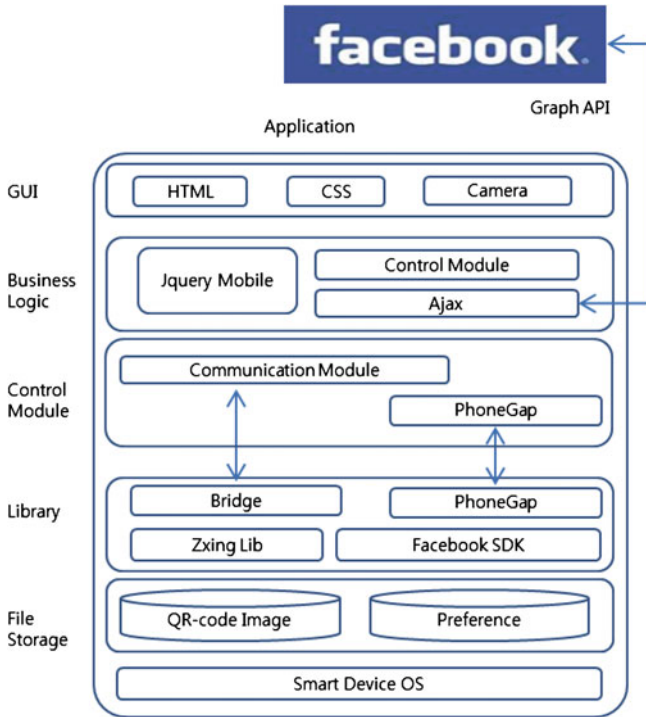 facebook.
Graph API
Application
GUI
HTML
CSS
Camera
Business
Logic
Jquery Mobile
Control Module
Ajax
Control
Module
Communication Module
PhoneGap
Library
Bridge
PhoneGap
Zxing Lib
Facebook SDK
File
Storage
QR-code Image
Preference
Smart Device OS